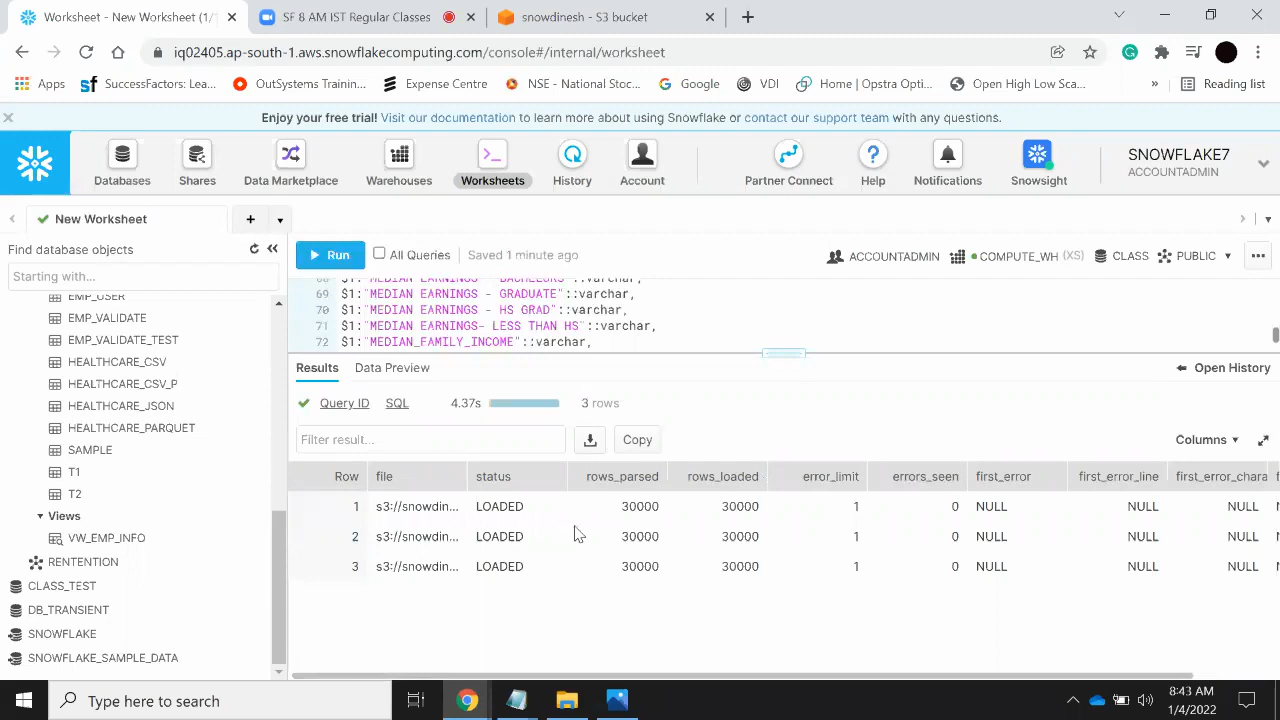 Worksheet - New Worksheet (1/
SF 8 AM IST Regular Classes
snowdinesh - S3 bucket
iq02405.ap-south-1.aws.snowflakecomputing.com/console#/internal/worksheet
Apps
SuccessFactors: Lea...
OutSystems Training...
Expense Centre
NSE - National Stoc...
Google
VDI
Home | Opstra Opti...
Open High Low Sca...
»
Reading list
Enjoy your free trial! Visit our documentation to learn more about using Snowflake or contact our support team with any questions.
Databases
Shares
Data Marketplace
Warehouses
Worksheets
History
Account
Partner Connect
Help
Notifications
Snowsight
SNOWFLAKE7
ACCOUNTADMIN
New Worksheet
Find database objects
Starting with...
EMP_USER
EMP_VALIDATE
EMP_VALIDATE_TEST
HEALTHCARE_CSV
HEALTHCARE_CSV_P
HEALTHCARE_JSON
HEALTHCARE_PARQUET
SAMPLE
T1
T2
Views
VW_EMP_INFO
RENTENTION
CLASS_TEST
DB_TRANSIENT
SNOWFLAKE
SNOWFLAKE_SAMPLE_DATA
Run
All Queries
Saved 1 minute ago
ACCOUNTADMIN
COMPUTE_WH (XS)
CLASS
PUBLIC
68 $1:"MEDIAN EARNINGS - BACHELORS"::varchar,
69 $1:"MEDIAN EARNINGS - GRADUATE"::varchar,
70 $1:"MEDIAN EARNINGS - HS GRAD"::varchar,
71 $1:"MEDIAN EARNINGS- LESS THAN HS"::varchar,
72 $1:"MEDIAN_FAMILY_INCOME"::varchar,
Results
Data Preview
Open History
Query ID
SQL
4.37s
3 rows
Filter result...
Copy
Columns
Row file status rows_parsed rows_loaded error_limit errors_seen first_error first_error_line first_error_chara
1 s3://snowdin... LOADED 30000 30000 1 0 NULL NULL NULL
2 s3://snowdin... LOADED 30000 30000 1 0 NULL NULL NULL
3 s3://snowdin... LOADED 30000 30000 1 0 NULL NULL NULL
Type here to search
8:43 AM
1/4/2022